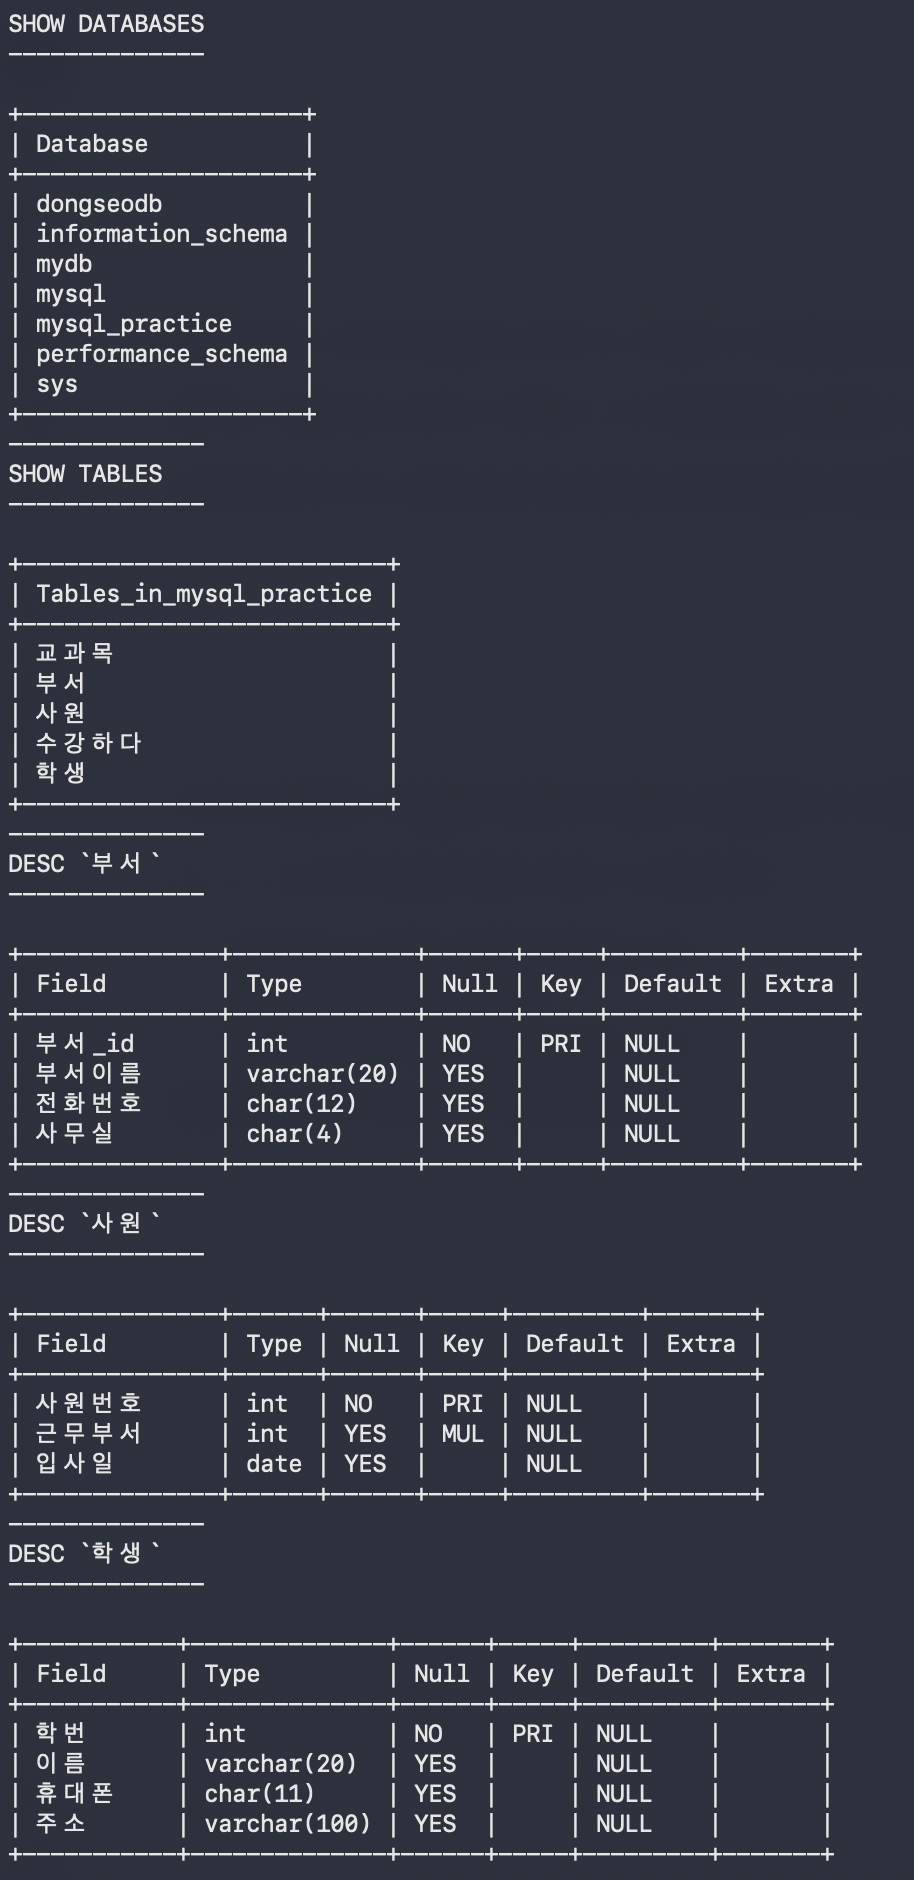 SHOW DATABASES
--------------
+--------------------+
| Database           |
+--------------------+
| dongseodb          |
| information_schema |
| mydb               |
| mysql              |
| mysql_practice     |
| performance_schema |
| sys                |
+--------------------+
--------------
SHOW TABLES
--------------
+--------------------------+
| Tables_in_mysql_practice |
+--------------------------+
| 교과목                   |
| 부서                     |
| 사원                     |
| 수강하다                 |
| 학생                     |
+--------------------------+
--------------
DESC `부서`
--------------
+--------------+-------------+------+-----+---------+-------+
| Field        | Type        | Null | Key | Default | Extra |
+--------------+-------------+------+-----+---------+-------+
| 부서_id      | int         | NO   | PRI | NULL    |       |
| 부서이름     | varchar(20) | YES  |     | NULL    |       |
| 전화번호     | char(12)    | YES  |     | NULL    |       |
| 사무실       | char(4)     | YES  |     | NULL    |       |
+--------------+-------------+------+-----+---------+-------+
--------------
DESC `사원`
--------------
+--------------+------+------+-----+---------+-------+
| Field        | Type | Null | Key | Default | Extra |
+--------------+------+------+-----+---------+-------+
| 사원번호     | int  | NO   | PRI | NULL    |       |
| 근무부서     | int  | YES  | MUL | NULL    |       |
| 입사일       | date | YES  |     | NULL    |       |
+--------------+------+------+-----+---------+-------+
--------------
DESC `학생`
--------------
+-----------+--------------+------+-----+---------+-------+
| Field     | Type         | Null | Key | Default | Extra |
+-----------+--------------+------+-----+---------+-------+
| 학번      | int          | NO   | PRI | NULL    |       |
| 이름      | varchar(20)  | YES  |     | NULL    |       |
| 휴대폰    | char(11)     | YES  |     | NULL    |       |
| 주소      | varchar(100) | YES  |     | NULL    |       |
+-----------+--------------+------+-----+---------+-------+